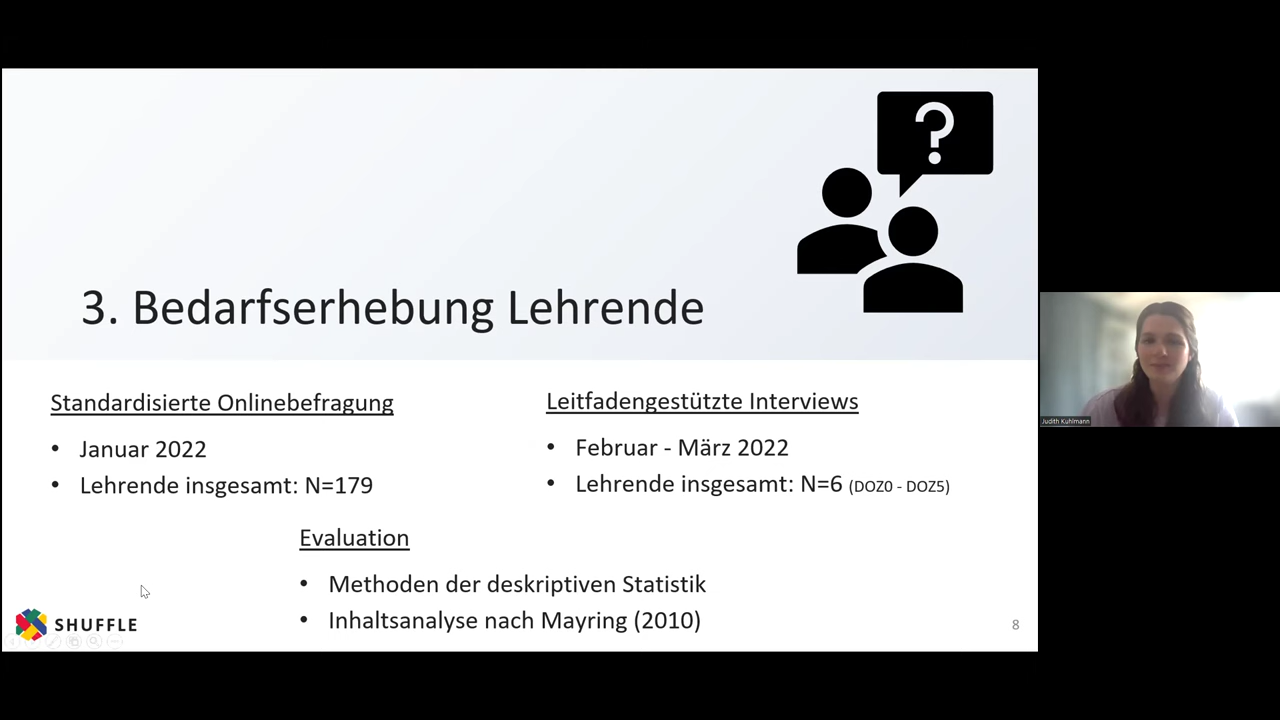 ?
3. Bedarfserhebung Lehrende
Standardisierte Onlinebefragung
• Januar 2022
• Lehrende insgesamt: N=179
Leitfadengestützte Interviews
• Februar - März 2022
• Lehrende insgesamt: N=6 (DOZ0 - DOZ5)
Evaluation
• Methoden der deskriptiven Statistik
• Inhaltsanalyse nach Mayring (2010)
SHUFFLE
8
Judith Kuhlmann